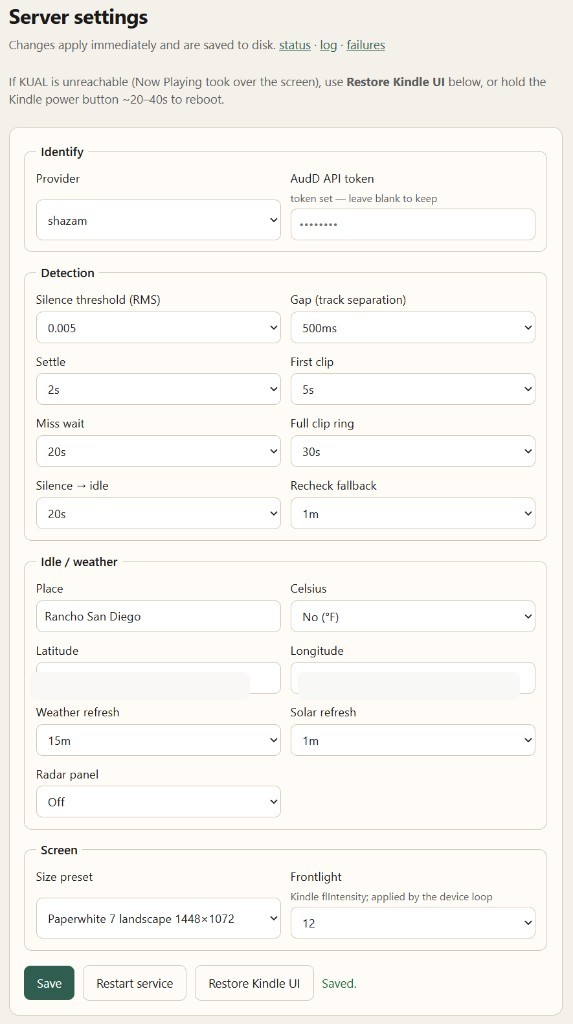 Server settings
Changes apply immediately and are saved to disk. status · log · failures
If KUAL is unreachable (Now Playing took over the screen), use Restore Kindle UI below, or hold the
Kindle power button ~20–40s to reboot.
Identify
Provider
AudD API token
token set — leave blank to keep
shazam
••••••••
Detection
Silence threshold (RMS)
Gap (track separation)
0.005
500ms
Settle
First clip
2s
5s
Miss wait
Full clip ring
20s
30s
Silence → idle
Recheck fallback
20s
1m
Idle / weather
Place
Celsius
Rancho San Diego
No (°F)
Latitude
Longitude
Weather refresh
Solar refresh
15m
1m
Radar panel
Off
Screen
Size preset
Frontlight
Kindle flIntensity; applied by the device loop
Paperwhite 7 landscape 1448×1072
12
Save
Restart service
Restore Kindle UI
Saved.